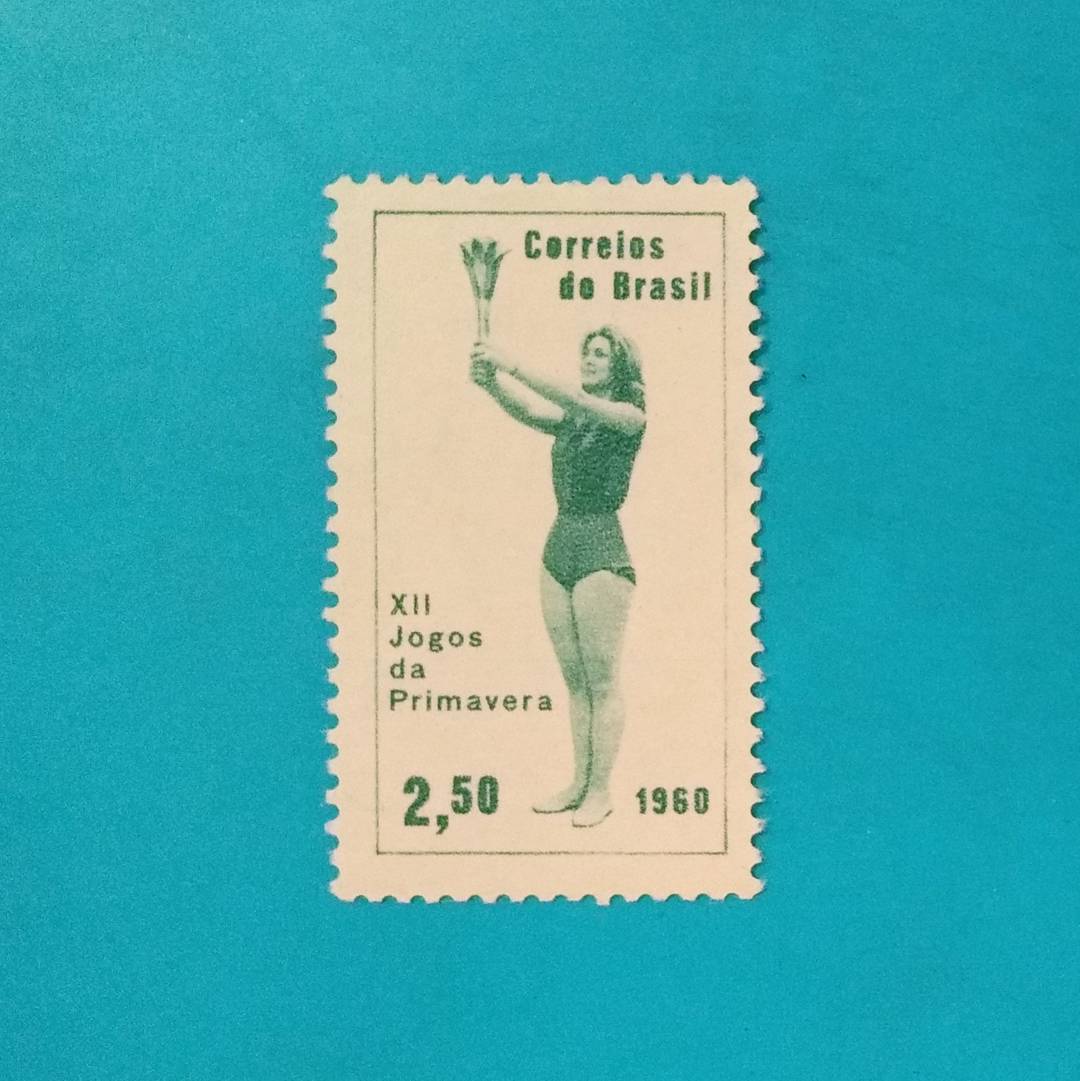 Correios
do Brasil
XII
Jogos
da
Primavera
2,50
1960